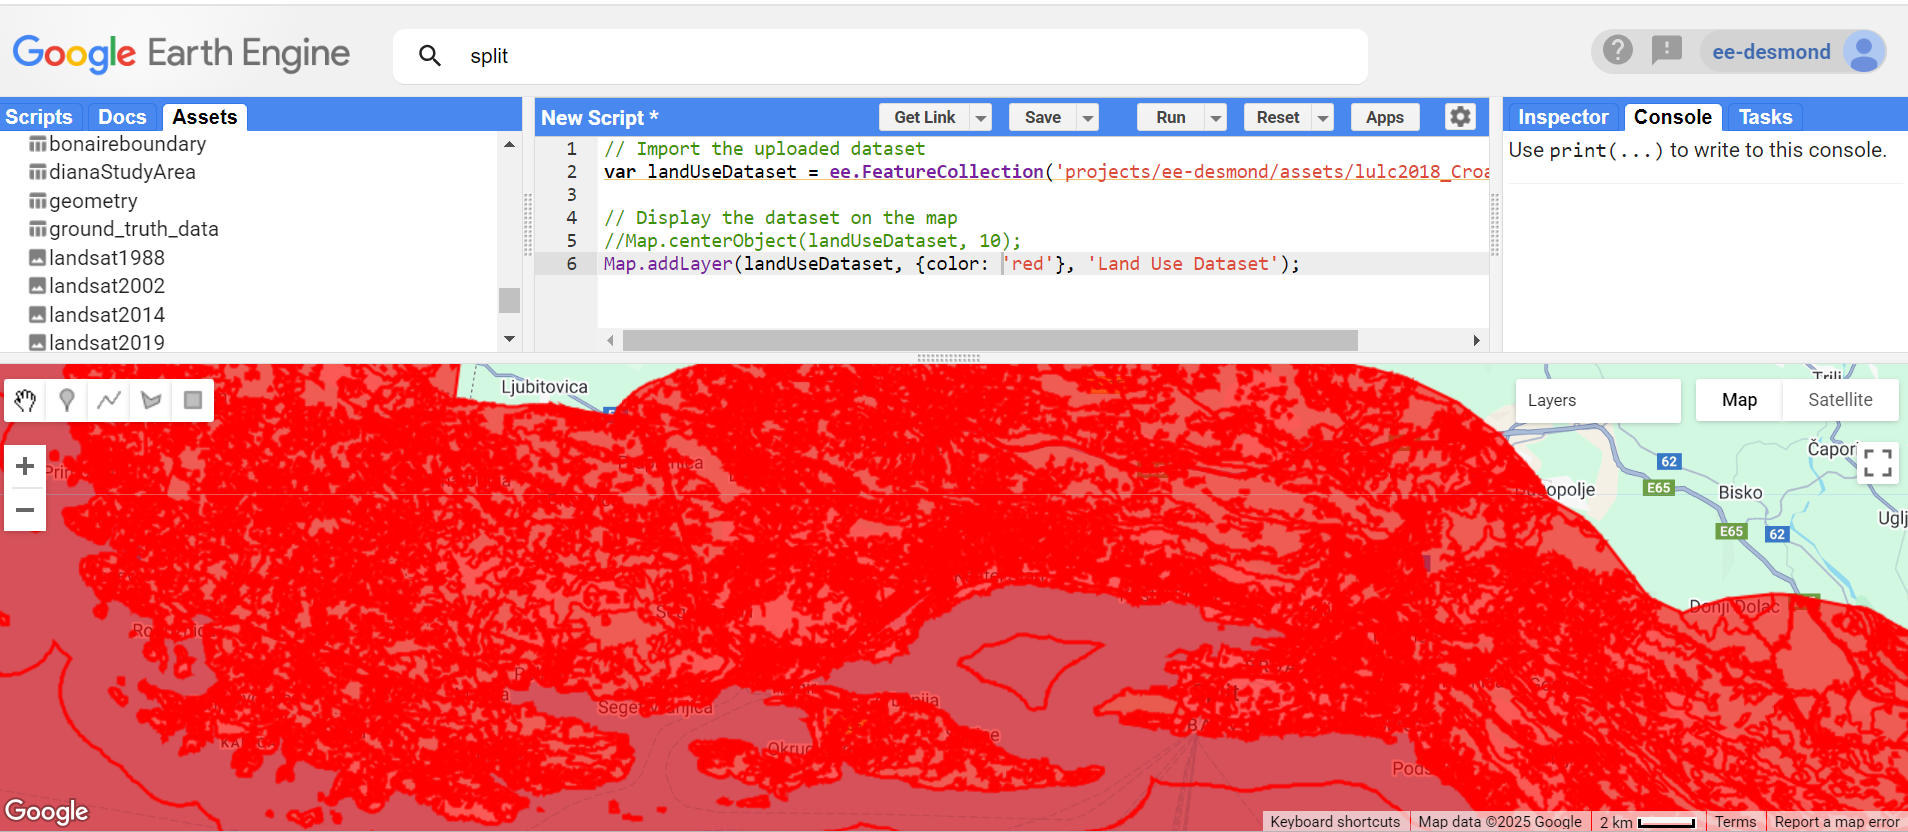 Google Earth Engine
split
ee-desmond
Scripts Docs Assets
bonaireboundary
dianaStudyArea
geometry
ground_truth_data
landsat1988
landsat2002
landsat2014
landsat2019
New Script *
Get Link
Save
Run
Reset
Apps
1 // Import the uploaded dataset
2 var landUseDataset = ee.FeatureCollection('projects/ee-desmond/assets/lulc2018_Croa
3
4 // Display the dataset on the map
5 //Map.centerObject(landUseDataset, 10);
6 Map.addLayer(landUseDataset, {color: 'red'}, 'Land Use Dataset');
Inspector Console Tasks
Use print(...) to write to this console.
Ljubitovica
Layers
Map Satellite
Trilj
62
E65
Bisko
E65
62
Donji Dolac
Seget Vranjica
Split
Google
Keyboard shortcuts
Map data ©2025 Google
2 km
Terms
Report a map error